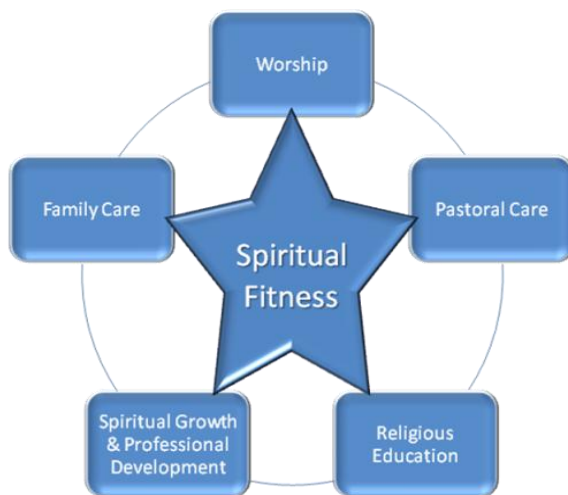 Worship
Family Care
Pastoral Care
Spiritual
Fitness
Spiritual Growth
& Professional
Development
Religious
Education